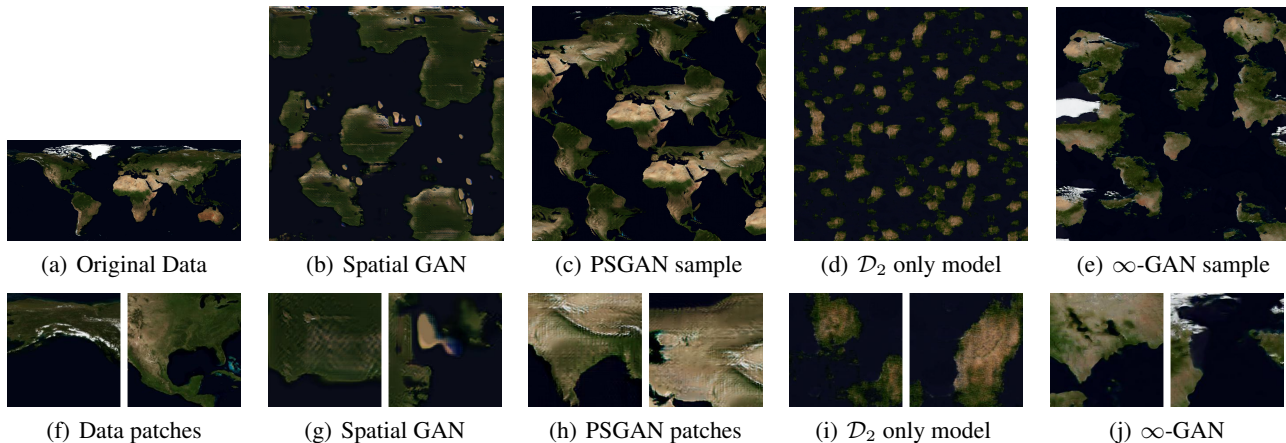 (a) Original Data
(b) Spatial GAN
(c) PSGAN sample
(d) D₂ only model
(e) ∞-GAN sample
(f) Data patches
(g) Spatial GAN
(h) PSGAN patches
(i) D₂ only model
(j) ∞-GAN